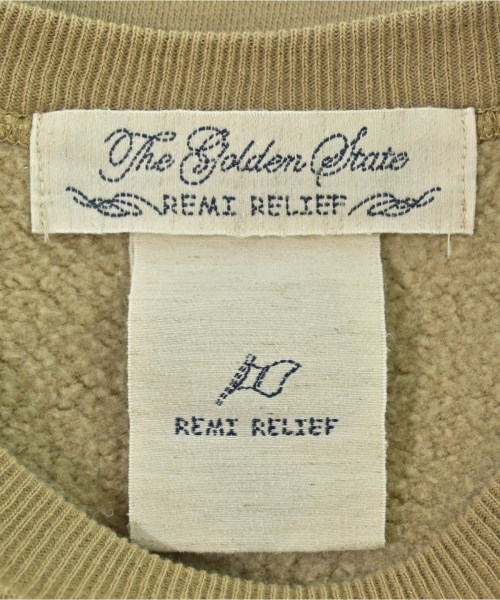 The Golden State
REMI RELIEF
REMI RELIEF